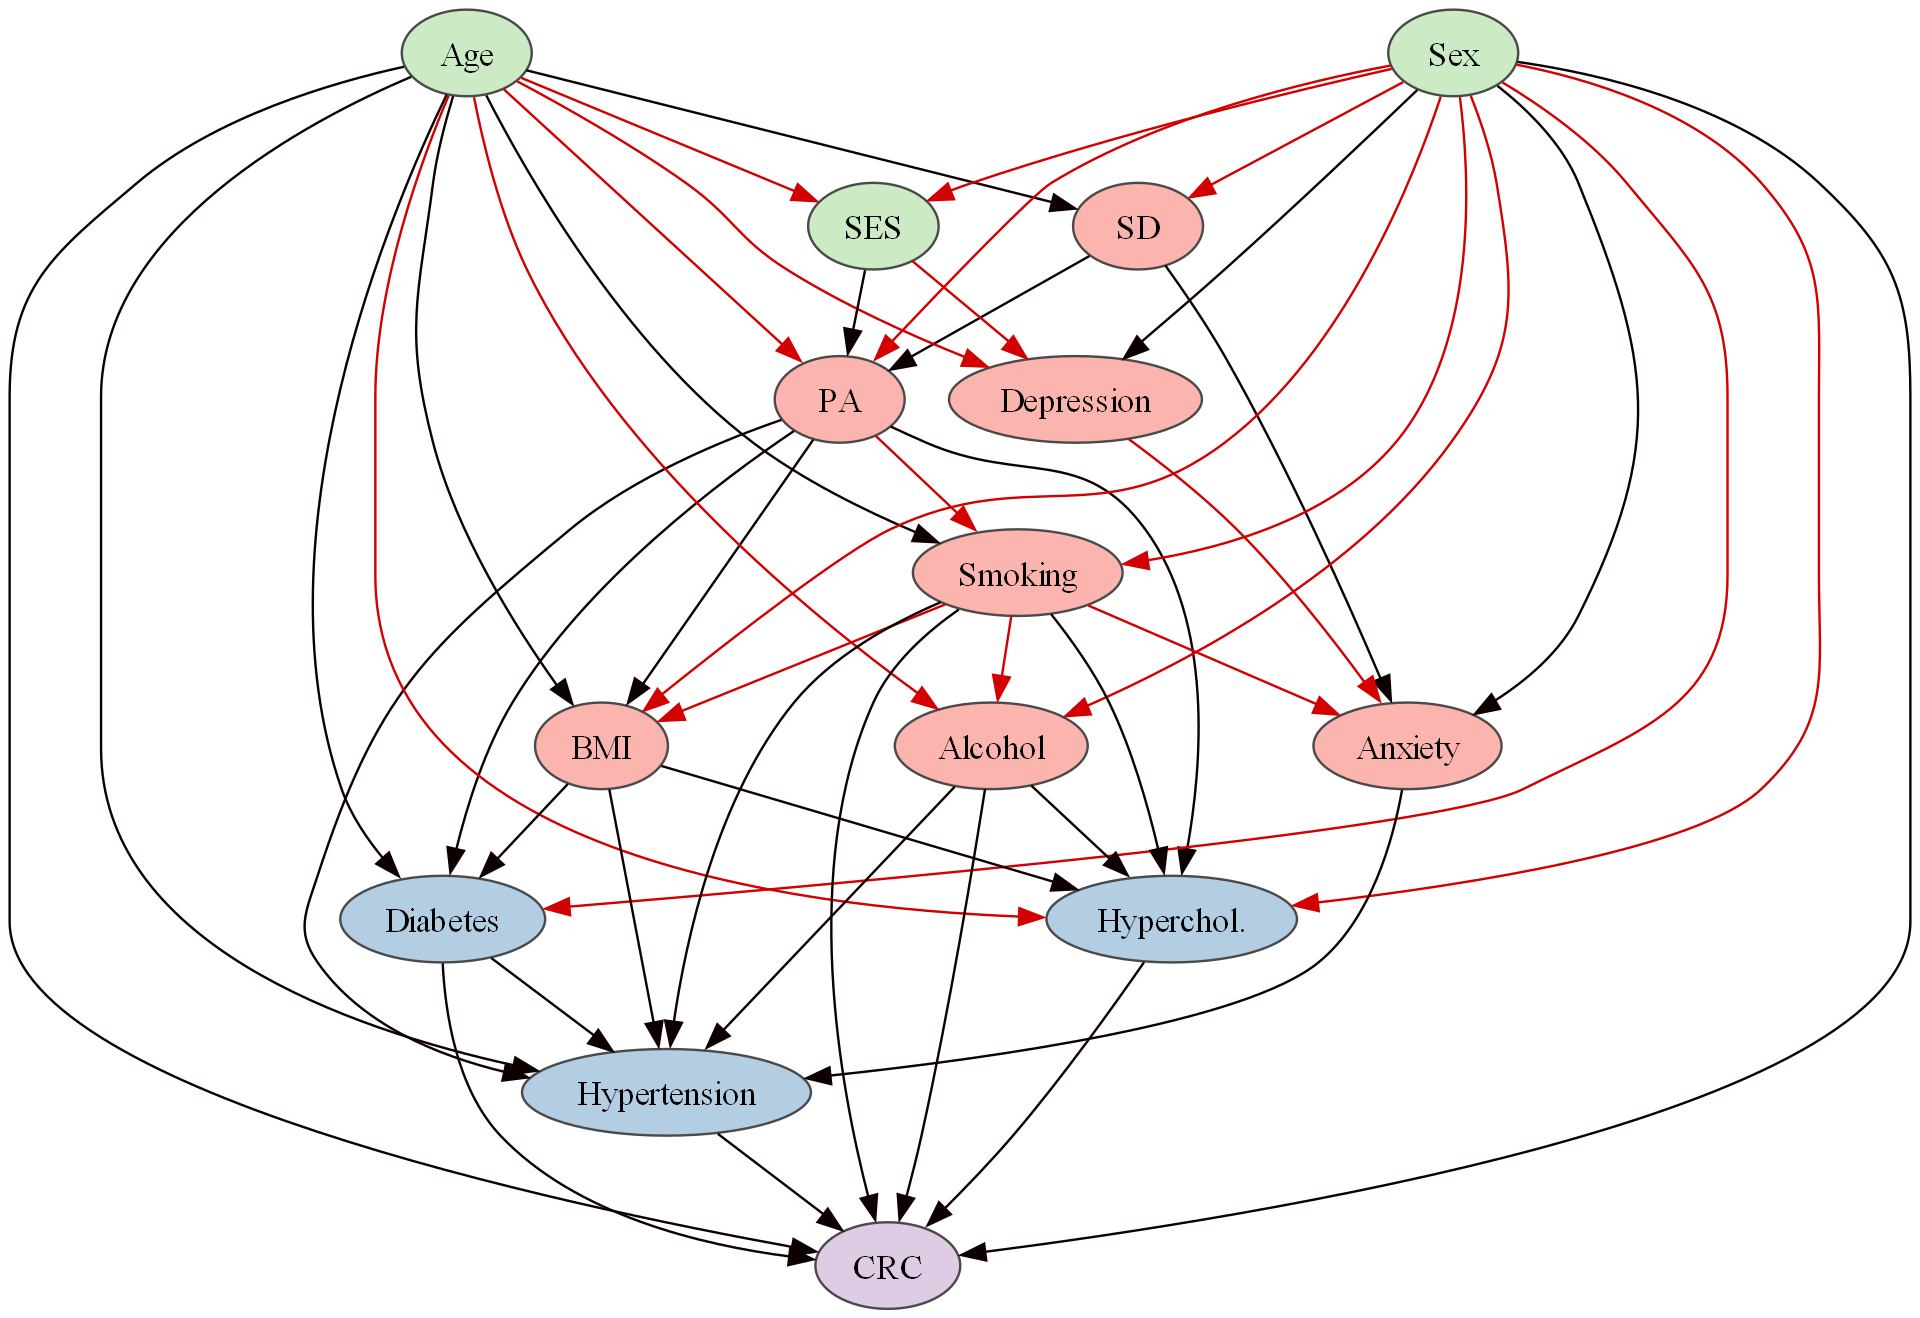 Age
Sex
SES
SD
PA
Depression
Smoking
BMI
Alcohol
Anxiety
Diabetes
Hyperchol.
Hypertension
CRC